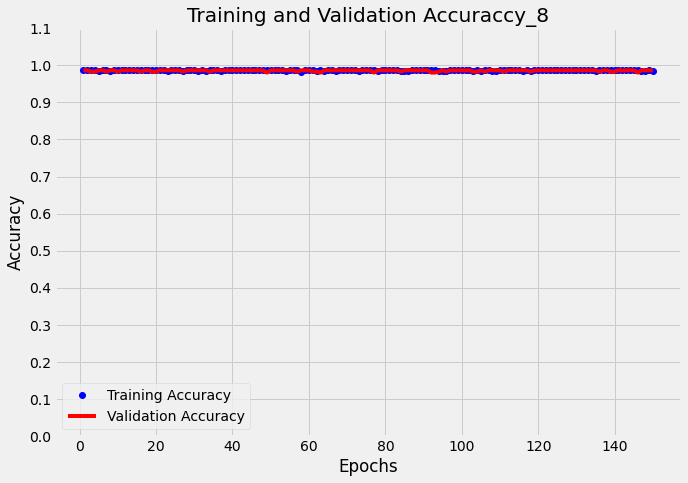 Training and Validation Accuraccy_8
1.1
1.0
0.9
0.8
0.7
0.6
0.5
0.4
0.3
0.2
0.1
0.0
Accuracy
Training Accuracy
Validation Accuracy
0 20 40 60 80 100 120 140
Epochs